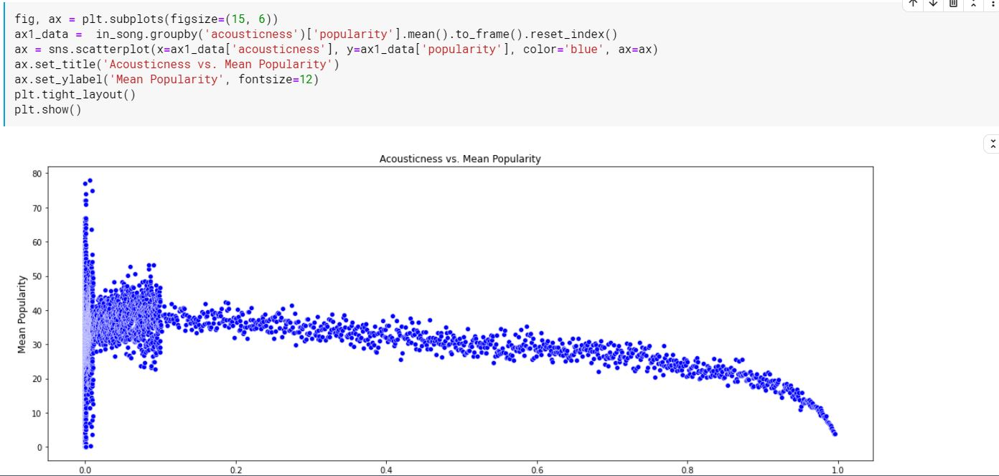 fig, ax = plt.subplots(figsize=(15, 6))
ax1_data =  in_song.groupby('acousticness')['popularity'].mean().to_frame().reset_index()
ax = sns.scatterplot(x=ax1_data['acousticness'], y=ax1_data['popularity'], color='blue', ax=ax)
ax.set_title('Acousticness vs. Mean Popularity')
ax.set_ylabel('Mean Popularity', fontsize=12)
plt.tight_layout()
plt.show()
Acousticness vs. Mean Popularity
80
70
60
50
40
30
20
10
0
Mean Popularity
0.0 0.2 0.4 0.6 0.8 1.0